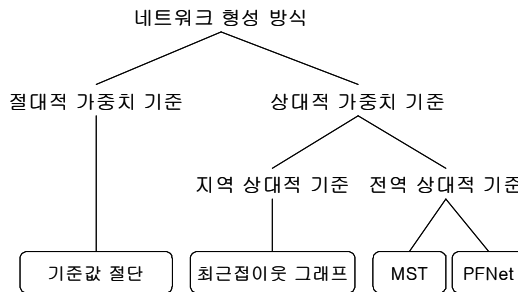 네트워크 형성 방식
절대적 가중치 기준
상대적 가중치 기준
지역 상대적 기준
전역 상대적 기준
기준값 절단
최근접이웃 그래프
MST
PFNet